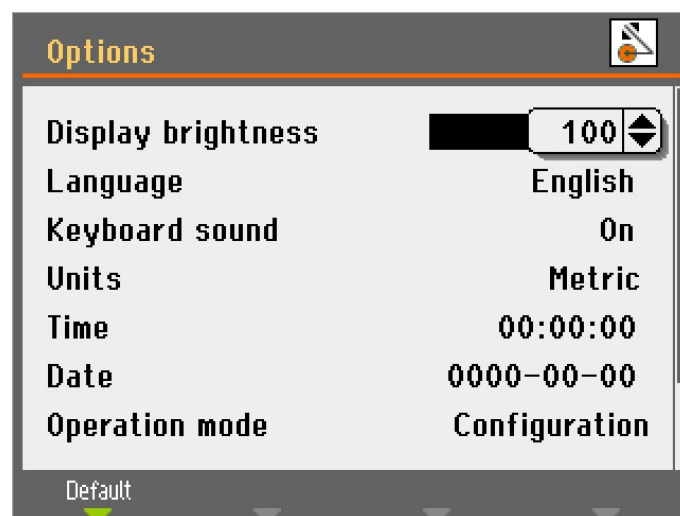 Options
Display brightness 100
Language English
Keyboard sound On
Units Metric
Time 00:00:00
Date 0000-00-00
Operation mode Configuration
Default